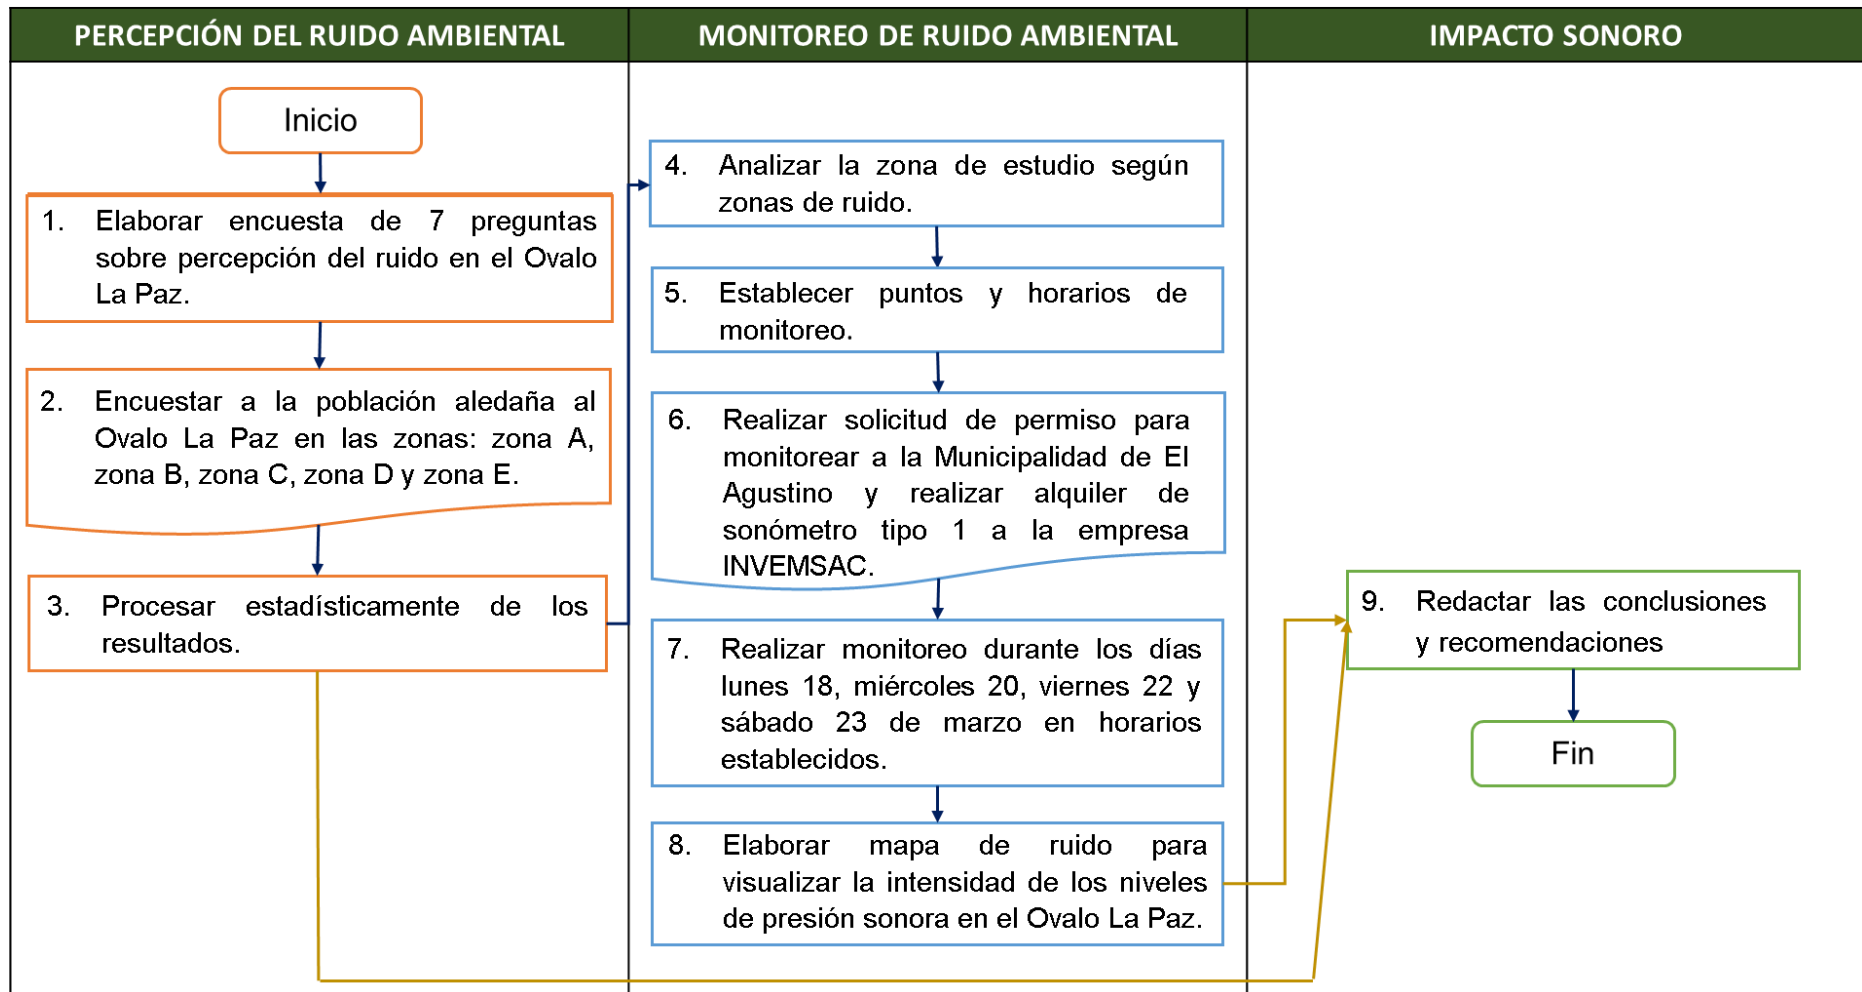 PERCEPCIÓN DEL RUIDO AMBIENTAL
MONITOREO DE RUIDO AMBIENTAL
IMPACTO SONORO
Inicio
1. Elaborar encuesta de 7 preguntas
sobre percepción del ruido en el Ovalo
La Paz.
2. Encuestar a la población aledaña al
Ovalo La Paz en las zonas: zona A,
zona B, zona C, zona D y zona E.
3. Procesar estadísticamente de los
resultados.
4. Analizar la zona de estudio según
zonas de ruido.
5. Establecer puntos y horarios de
monitoreo.
6. Realizar solicitud de permiso para
monitorear a la Municipalidad de El
Agustino y realizar alquiler de
sonómetro tipo 1 a la empresa
INVEMSAC.
7. Realizar monitoreo durante los días
lunes 18, miércoles 20, viernes 22 y
sábado 23 de marzo en horarios
establecidos.
8. Elaborar mapa de ruido para
visualizar la intensidad de los niveles
de presión sonora en el Ovalo La Paz.
9. Redactar las conclusiones
y recomendaciones
Fin